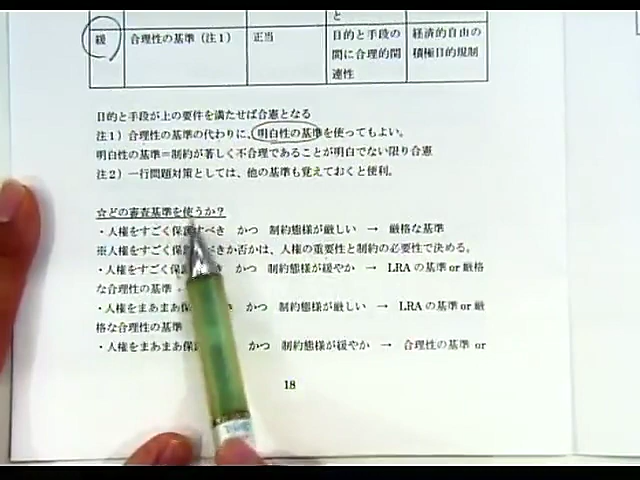 と
緩 合理性の基準（注1） 正当 目的と手段の間に合理的関連性 経済的自由の積極目的規制
目的と手段が上の要件を満たせば合憲となる
注1）合理性の基準の代わりに、明白性の基準を使ってもよい。
明白性の基準＝制約が著しく不合理であることが明白でない限り合憲
注2）一行問題対策としては、他の基準も覚えておくと便利。
☆どの審査基準を使うか？
・人権をすごく保 べき かつ 制約態様が厳しい → 厳格な基準
※人権をすごく保 べきか否かは、人権の重要性と制約の必要性で決める。
・人権をすごく保 き かつ 制約態様が緩やか → LRAの基準or厳格
な合理性の基準
・人権をまあまあ保 き かつ 制約態様が厳しい → LRAの基準or厳
格な合理性の基準
・人権をまあまあ保 かつ 制約態様が緩やか → 合理性の基準 or
18